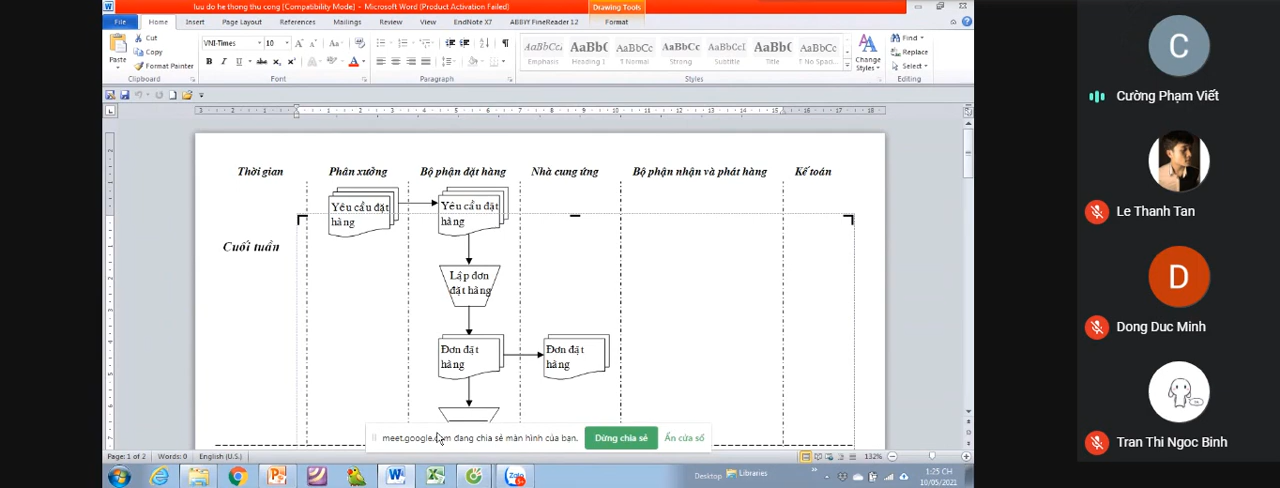 luu do he thong thu cong [Compatibility Mode] - Microsoft Word (Product Activation Failed)
Drawing Tools
File Home Insert Page Layout References Mailings Review View EndNote X7 ABBYY FineReader 12 Format
Paste
Cut
Copy
Format Painter
Clipboard
VNI-Times 10
Font
Paragraph
AaBbCc AaBbC AaBbCc AaBbCc AaBbCcD AaBbC AaBbCc
Emphasis Heading 1 ¶ Normal Strong Subtitle Title ¶ No Spaci...
Change Styles
Styles
Find
Replace
Select
Editing
Thời gian Phân xưởng Bộ phận đặt hàng Nhà cung ứng Bộ phận nhận và phát hàng Kế toán
Yêu cầu đặt hàng
Yêu cầu đặt hàng
Cuối tuần
Lập đơn đặt hàng
Đơn đặt hàng
Đơn đặt hàng
meet.google.com đang chia sẻ màn hình của bạn.
Dừng chia sẻ
Ẩn cửa sổ
Page: 1 of 2 Words: 0 English (U.S.) 132%
Zalo
Desktop Libraries
1:25 CH
10/05/2021
C
Cường Phạm Viết
Le Thanh Tan
D
Dong Duc Minh
Tran Thi Ngoc Binh